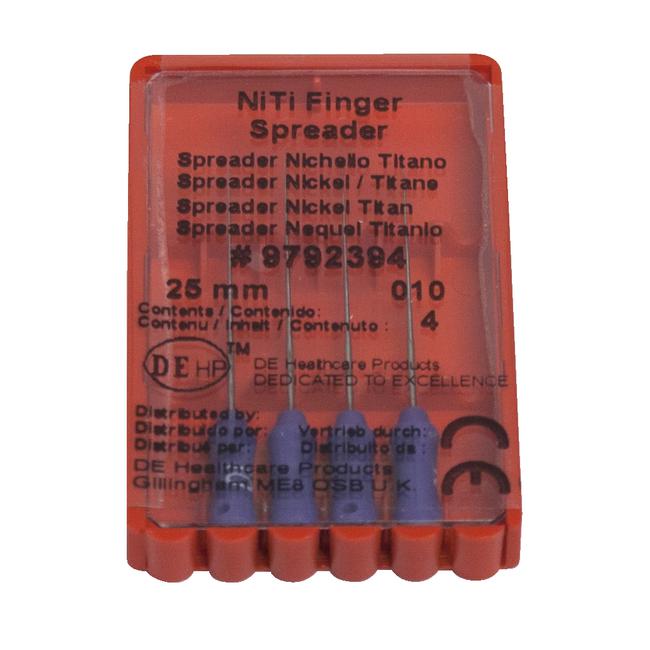 NiTi Finger
Spreader
Spreader Nichelio Titano
Spreader Nickel / Titane
Spreader Nickel Titan
Spreader Nequel Titanio
# 9792394
25 mm 010
Contents / Contenido:
Contenu / Inhalt / Contenuto : 4
DE HP TM
DE Healthcare Products
DEDICATED TO EXCELLENCE
Distributed by:
Distribuido por: Vertrieb durch:
Distribué par: Distribuito da :
DE Healthcare Products
Gillingham ME8 OSB U.K.
CE